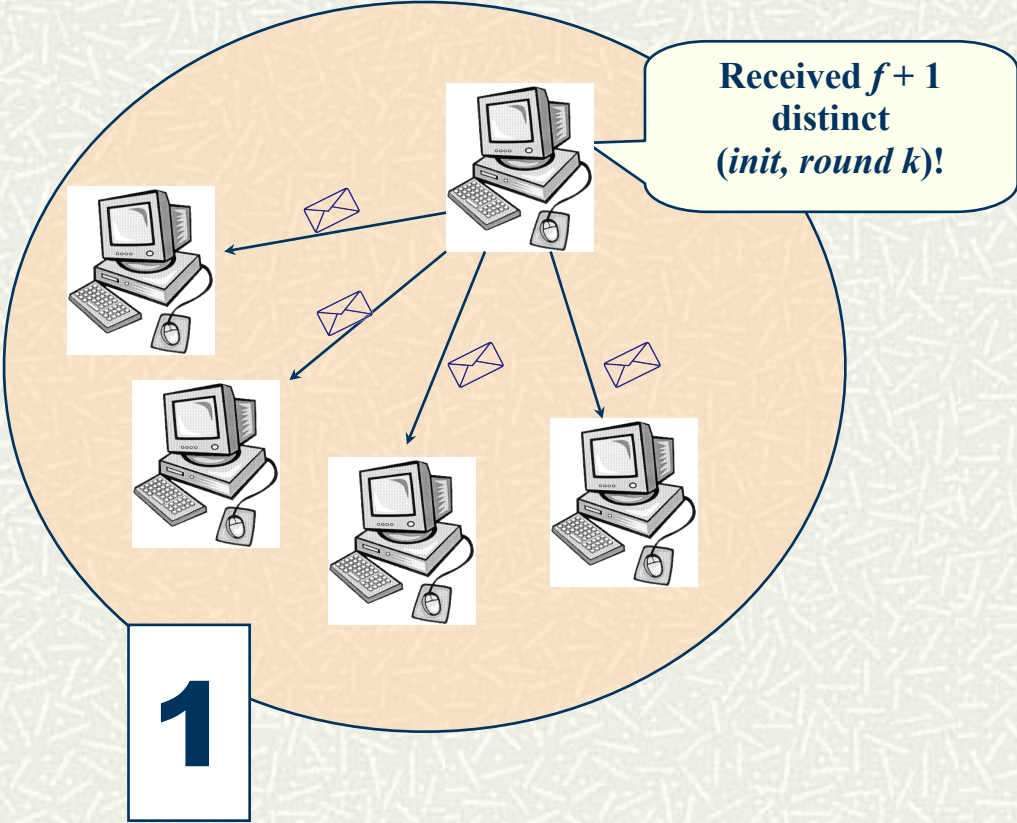 Received f + 1
distinct
(init, round k)!
1